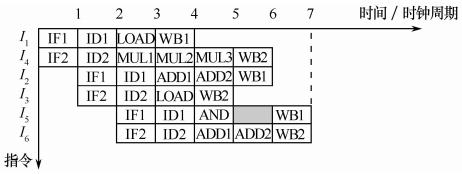 1 2 3 4 5 6 7 时间/时钟周期
I1 IF1 ID1 LOAD WB1
I4 IF2 ID2 MUL1 MUL2 MUL3 WB2
I2 IF1 ID1 ADD1 ADD2 WB1
I3 IF2 ID2 LOAD WB2
I5 IF1 ID1 AND WB1
I6 IF2 ID2 ADD1 ADD2 WB2
指令